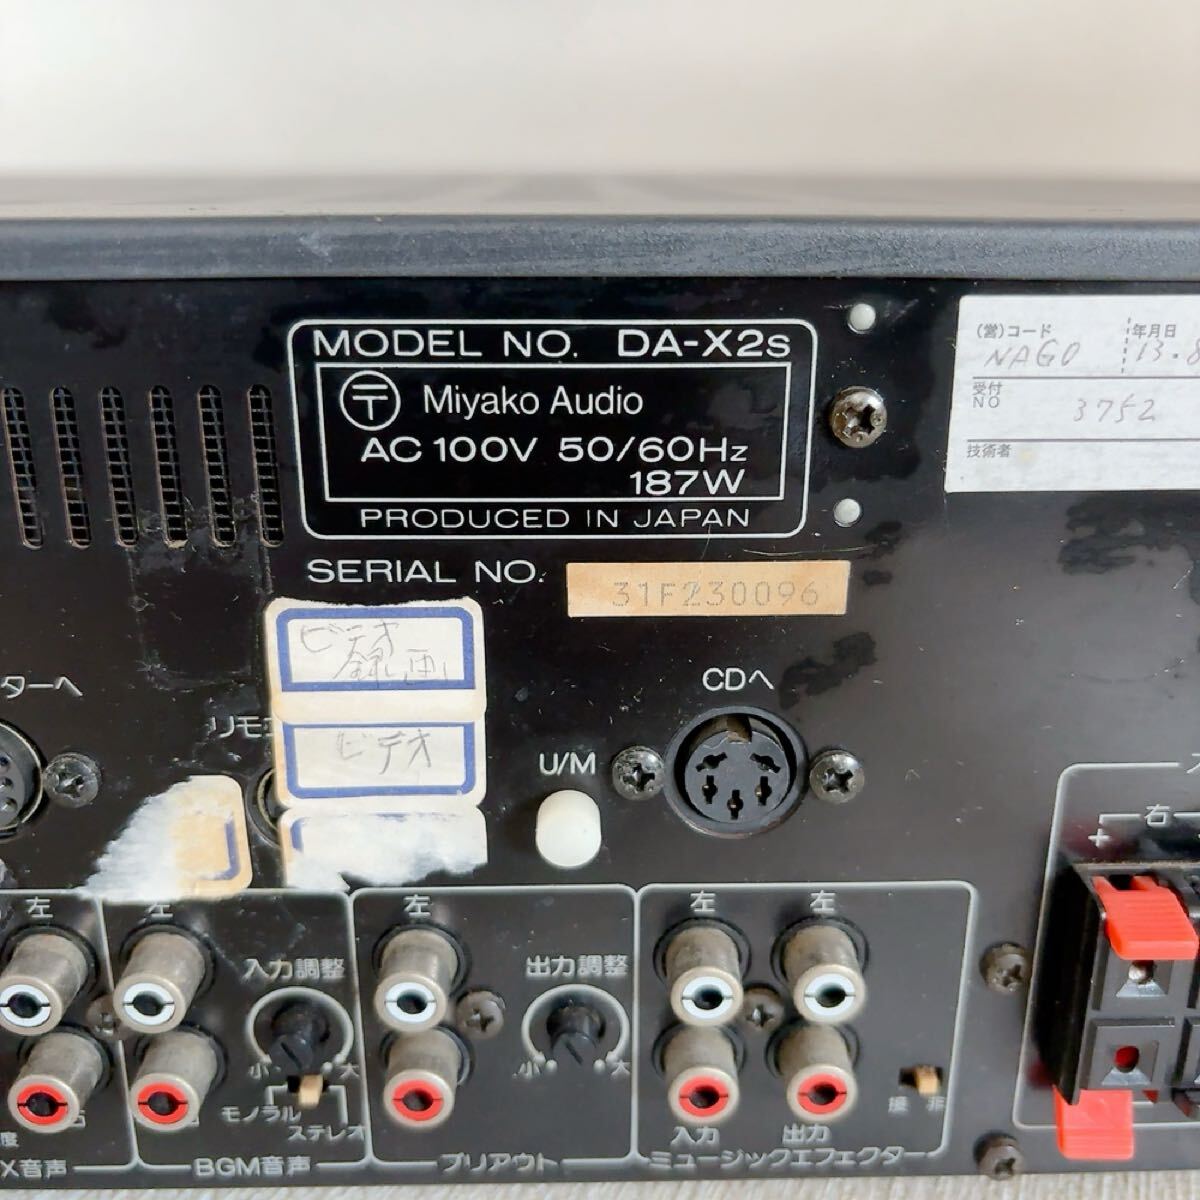 MODEL NO. DA-X2s
〒 Miyako Audio
AC 100V 50/60Hz
187W
PRODUCED IN JAPAN
SERIAL NO. 31F230096
(営)コード
年月日
NAGO
13.8
受付
NO
3752
技術者
ターへ
リモコ
ビデオ
録画
ビデオ
U/M
CDへ
右
+
左
左
左
左
左
入力調整
出力調整
小
大
小
大
モノラル
ステレオ
接
非
入力
出力
度
右
X音声
BGM音声
プリアウト
ミュージックエフェクター